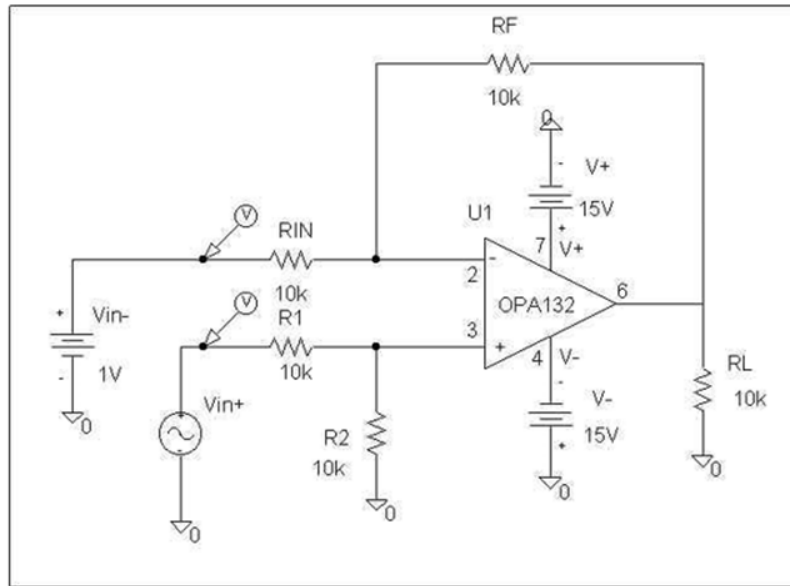 RF
10k
0
-
V+
15V
+
V
U1
RIN
7
V+
2
-
10k
6
OPA132
V
R1
3
+
10k
4
V-
-
V-
15V
+
0
+
Vin-
-
1V
0
Vin+
+
-
0
R2
10k
0
RL
10k
0